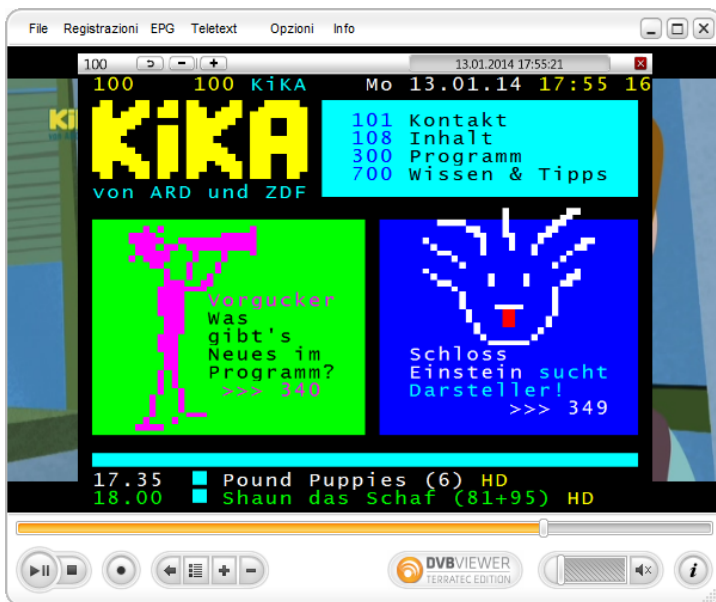 File Registrazioni EPG Teletext Opzioni Info
100 13.01.2014 17:55:21
100 100 KiKA Mo 13.01.14 17:55 16
KiKA
von ARD und ZDF
101 Kontakt
108 Inhalt
300 Programm
700 Wissen & Tipps
Vorgucker
Was
gibt's
Neues im
Programm?
>>> 340
Schloss
Einstein sucht
Darsteller!
>>> 349
17.35 Pound Puppies (6) HD
18.00 Shaun das Schaf (81+95) HD
DVBVIEWER
TERRATEC EDITION